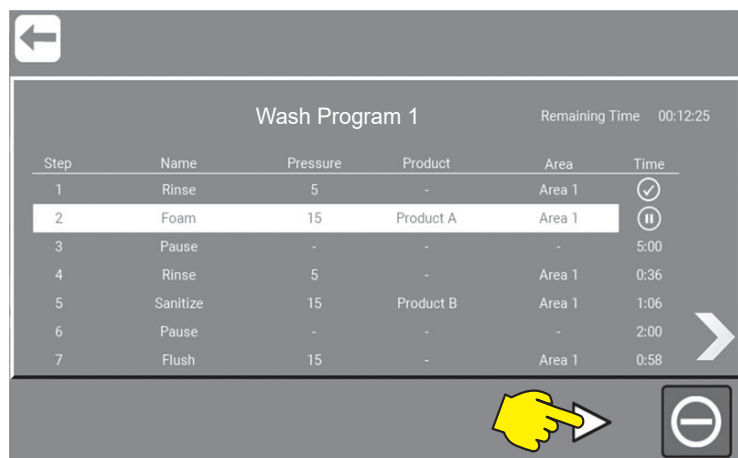 Wash Program 1 Remaining Time 00:12:25
Step Name Pressure Product Area Time
1 Rinse 5 - Area 1
2 Foam 15 Product A Area 1
3 Pause - - - 5:00
4 Rinse 5 - Area 1 0:36
5 Sanitize 15 Product B Area 1 1:06
6 Pause - - - 2:00
7 Flush 15 - Area 1 0:58